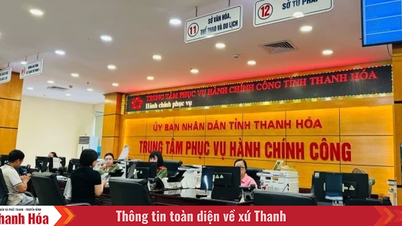 11
SỞ VĂN HÓA,
THỂ THAO VÀ DU LỊCH
12
SỞ TƯ PHÁP
TRUNG TÂM PHỤC VỤ HÀNH CHÍNH CÔNG TỈNH THANH HÓA
Hành chính phục vụ
ỦY BAN NHÂN DÂN TỈNH THANH HÓA
TRUNG TÂM PHỤC VỤ HÀNH CHÍNH CÔNG
Thanh Hóa
Thông tin toàn diện về xứ Thanh